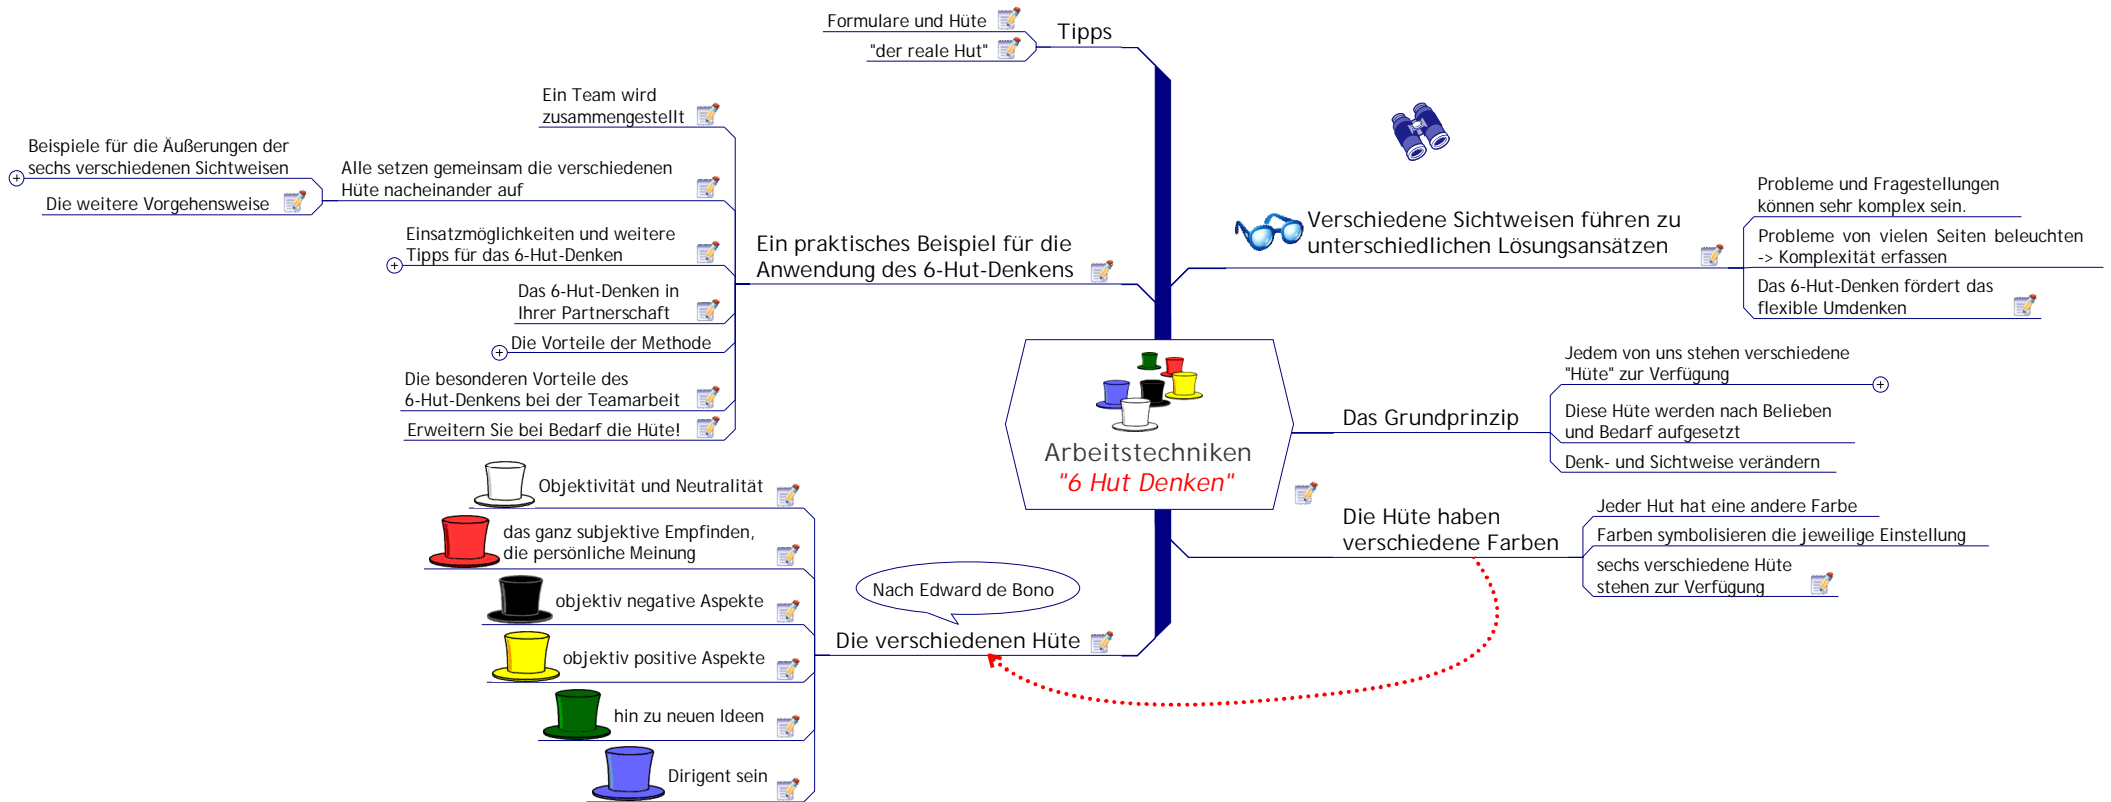 Formulare und Hüte
"der reale Hut"
Tipps
Ein Team wird
zusammengestellt
Beispiele für die Äußerungen der
sechs verschiedenen Sichtweisen
Die weitere Vorgehensweise
Alle setzen gemeinsam die verschiedenen
Hüte nacheinander auf
Einsatzmöglichkeiten und weitere
Tipps für das 6-Hut-Denken
Das 6-Hut-Denken in
Ihrer Partnerschaft
Die Vorteile der Methode
Die besonderen Vorteile des
6-Hut-Denkens bei der Teamarbeit
Erweitern Sie bei Bedarf die Hüte!
Ein praktisches Beispiel für die
Anwendung des 6-Hut-Denkens
Verschiedene Sichtweisen führen zu
unterschiedlichen Lösungsansätzen
Probleme und Fragestellungen
können sehr komplex sein.
Probleme von vielen Seiten beleuchten
-> Komplexität erfassen
Das 6-Hut-Denken fördert das
flexible Umdenken
Arbeitstechniken
"6 Hut Denken"
Das Grundprinzip
Jedem von uns stehen verschiedene
"Hüte" zur Verfügung
Diese Hüte werden nach Belieben
und Bedarf aufgesetzt
Denk- und Sichtweise verändern
Die Hüte haben
verschiedene Farben
Jeder Hut hat eine andere Farbe
Farben symbolisieren die jeweilige Einstellung
sechs verschiedene Hüte
stehen zur Verfügung
Objektivität und Neutralität
das ganz subjektive Empfinden,
die persönliche Meinung
objektiv negative Aspekte
objektiv positive Aspekte
hin zu neuen Ideen
Dirigent sein
Nach Edward de Bono
Die verschiedenen Hüte